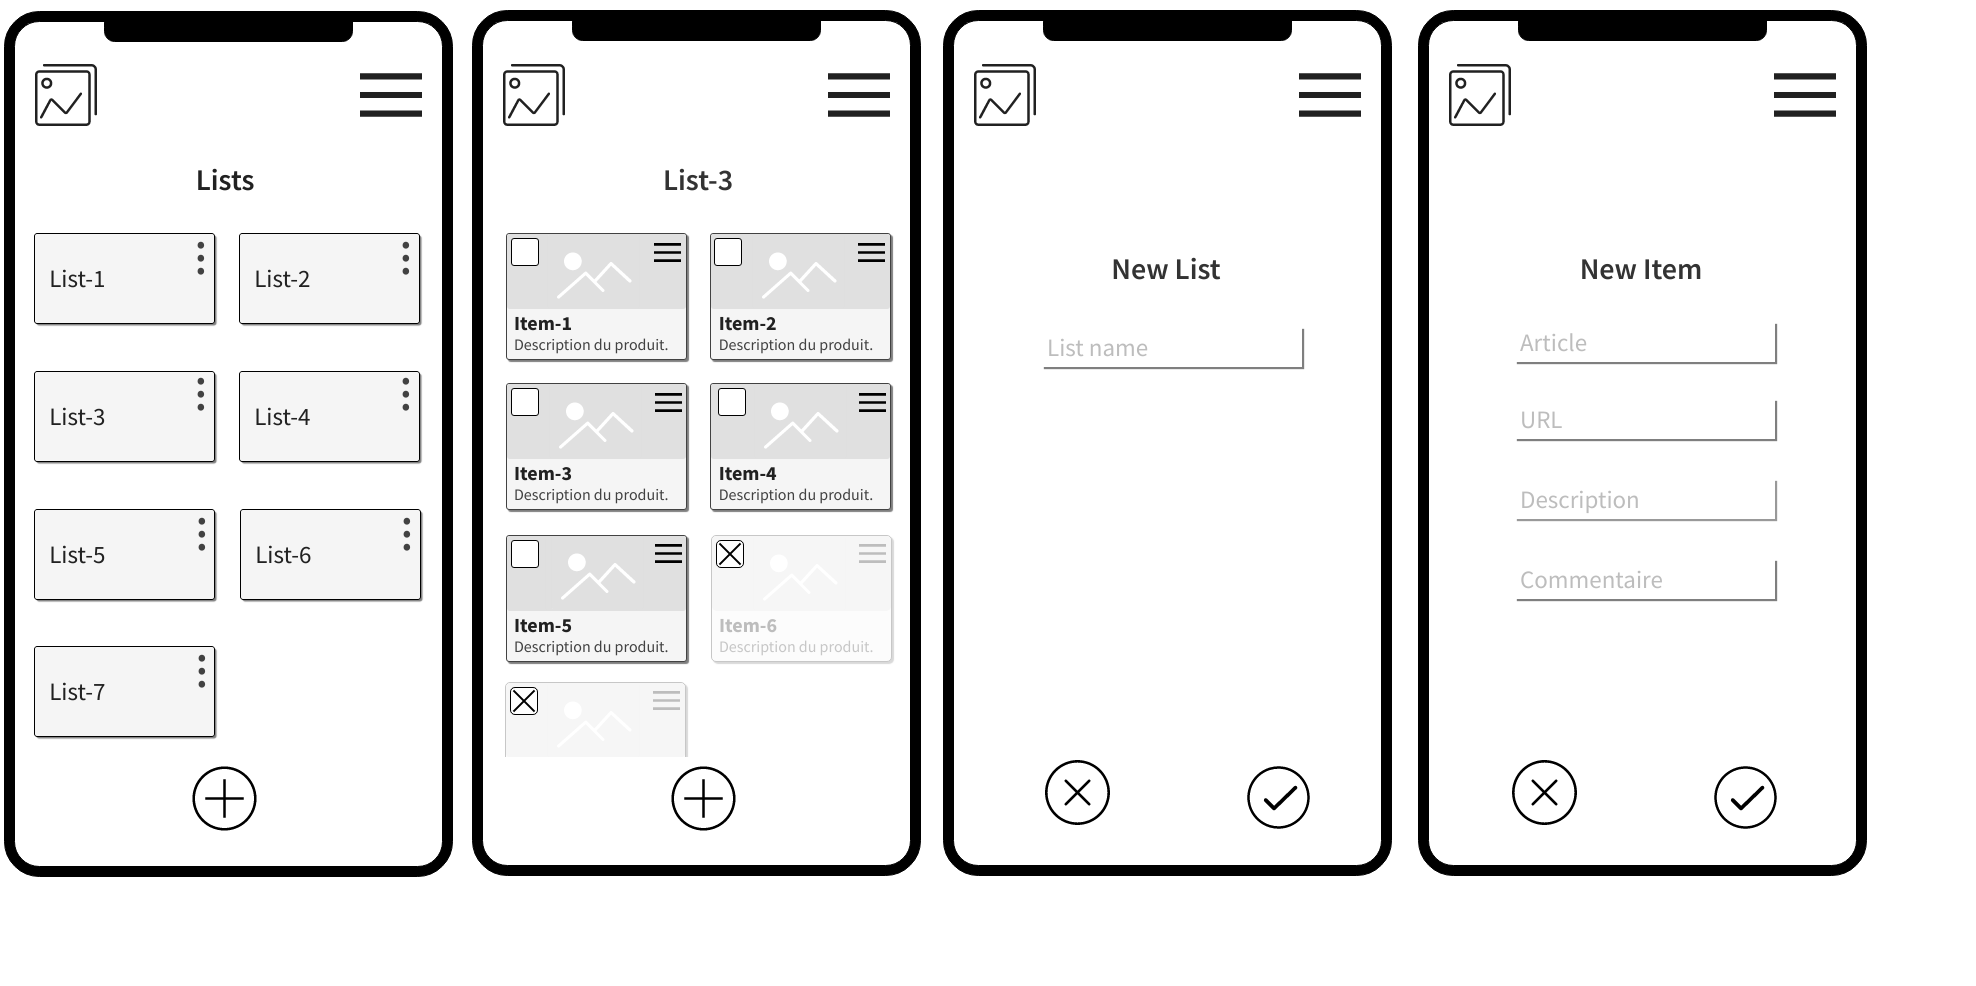 Lists
List-1
List-2
List-3
List-4
List-5
List-6
List-7
List-3
Item-1
Description du produit.
Item-2
Description du produit.
Item-3
Description du produit.
Item-4
Description du produit.
Item-5
Description du produit.
Item-6
Description du produit.
New List
List name
New Item
Article
URL
Description
Commentaire